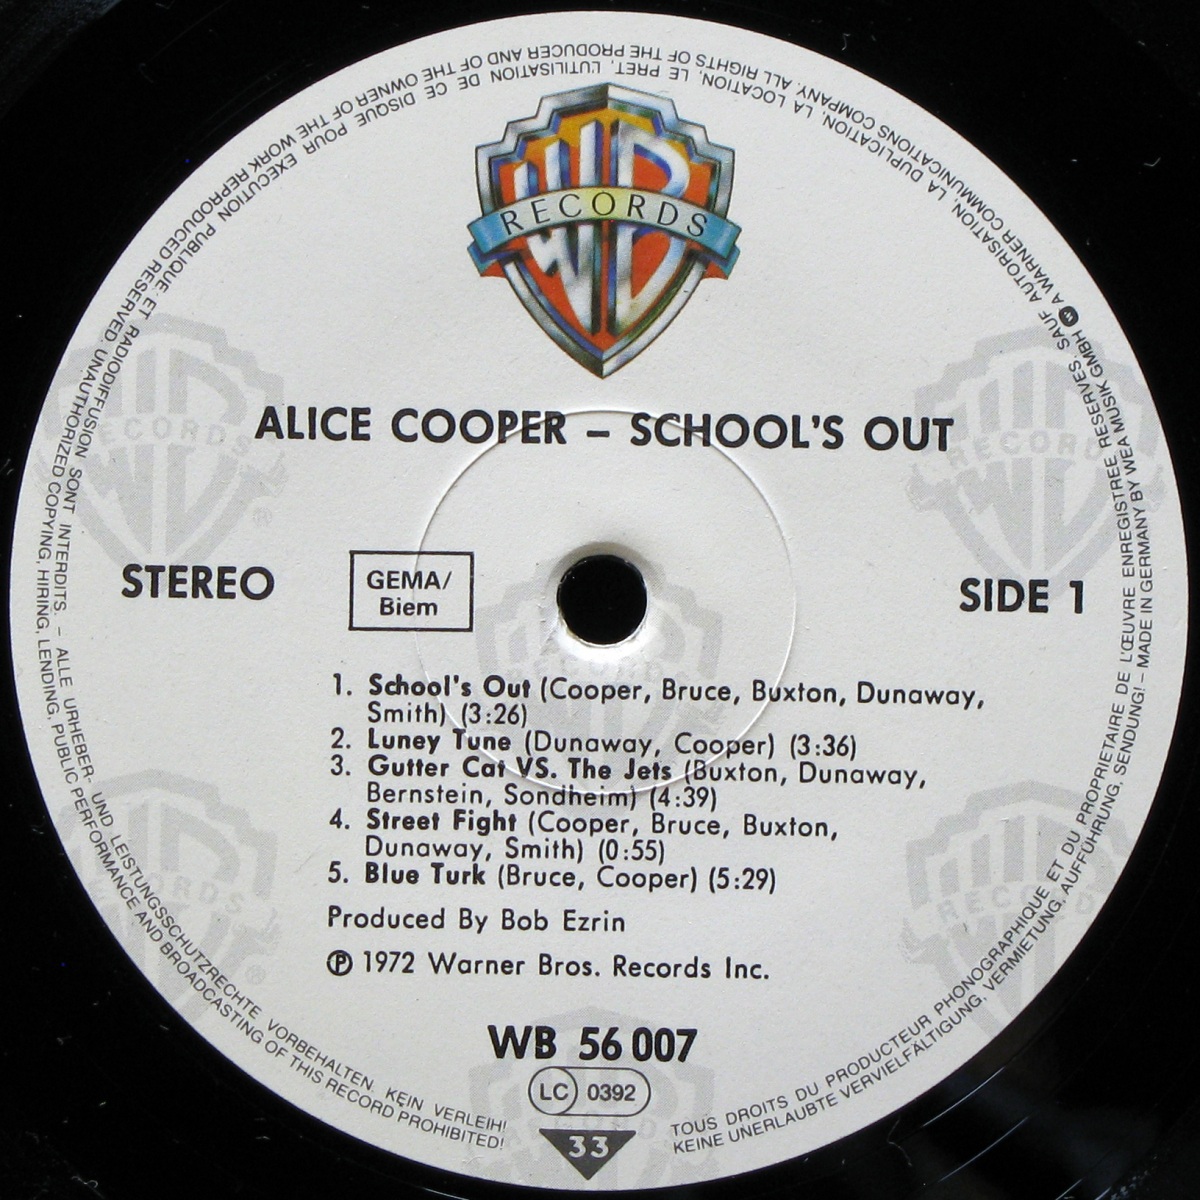 WB
RECORDS
ALICE COOPER – SCHOOL'S OUT
STEREO
GEMA/
Biem
SIDE 1
1. School's Out (Cooper, Bruce, Buxton, Dunaway,
Smith) (3:26)
2. Luney Tune (Dunaway, Cooper) (3:36)
3. Gutter Cat VS. The Jets (Buxton, Dunaway,
Bernstein, Sondheim) (4:39)
4. Street Fight (Cooper, Bruce, Buxton,
Dunaway, Smith) (0:55)
5. Blue Turk (Bruce, Cooper) (5:29)
Produced By Bob Ezrin
℗ 1972 Warner Bros. Records Inc.
WB 56 007
LC 0392
33
TOUS DROITS DU PRODUCTEUR PHONOGRAPHIQUE ET DU PROPRIETAIRE DE L'ŒUVRE ENREGISTREE RESERVES. SAUF AUTORISATION, LA DUPLICATION, LA LOCATION, LE PRET, L'UTILISATION DE CE DISQUE POUR EXECUTION PUBLIQUE ET RADIODIFFUSION SONT INTERDITS. – ALLE URHEBER- UND LEISTUNGSSCHUTZRECHTE VORBEHALTEN. KEIN VERLEIH!
KEINE UNERLAUBTE VERVIELFÄLTIGUNG, VERMIETUNG, AUFFÜHRUNG, SENDUNG! – MADE IN GERMANY BY WEA MUSIK GMBH A WARNER COMMUNICATIONS COMPANY. ALL RIGHTS OF THE PRODUCER AND OF THE OWNER OF THE WORK REPRODUCED RESERVED. UNAUTHORIZED COPYING, HIRING, LENDING, PUBLIC PERFORMANCE AND BROADCASTING OF THIS RECORD PROHIBITED!